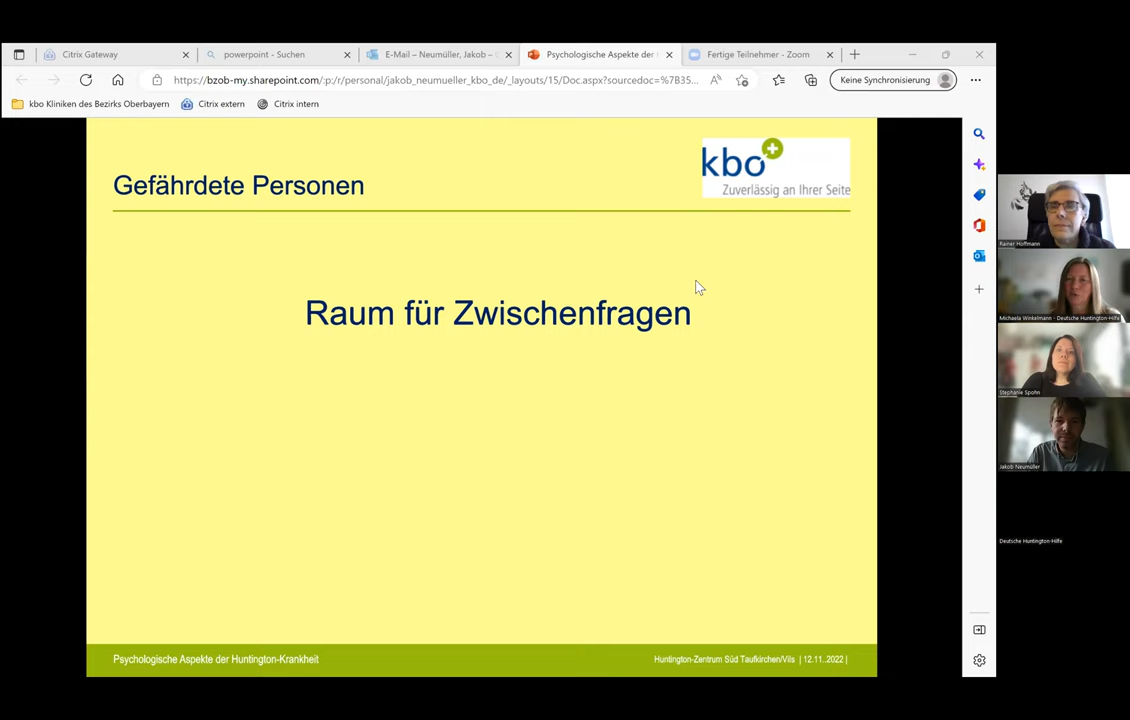 Citrix Gateway
powerpoint - Suchen
E-Mail – Neumüller, Jakob –
Psychologische Aspekte der
Fertige Teilnehmer - Zoom
https://bzob-my.sharepoint.com/:p:/r/personal/jakob_neumueller_kbo_de/_layouts/15/Doc.aspx?sourcedoc=%7B35...
Keine Synchronisierung
kbo Kliniken des Bezirks Oberbayern
Citrix extern
Citrix intern
kbo
Zuverlässig an Ihrer Seite
Gefährdete Personen
Raum für Zwischenfragen
Psychologische Aspekte der Huntington-Krankheit
Huntington-Zentrum Süd Taufkirchen/Vils | 12.11..2022 |
Rainer Hoffmann
Michaela Winkelmann - Deutsche Huntington-Hilfe
Stephanie Spohn
Jakob Neumüller
Deutsche Huntington-Hilfe